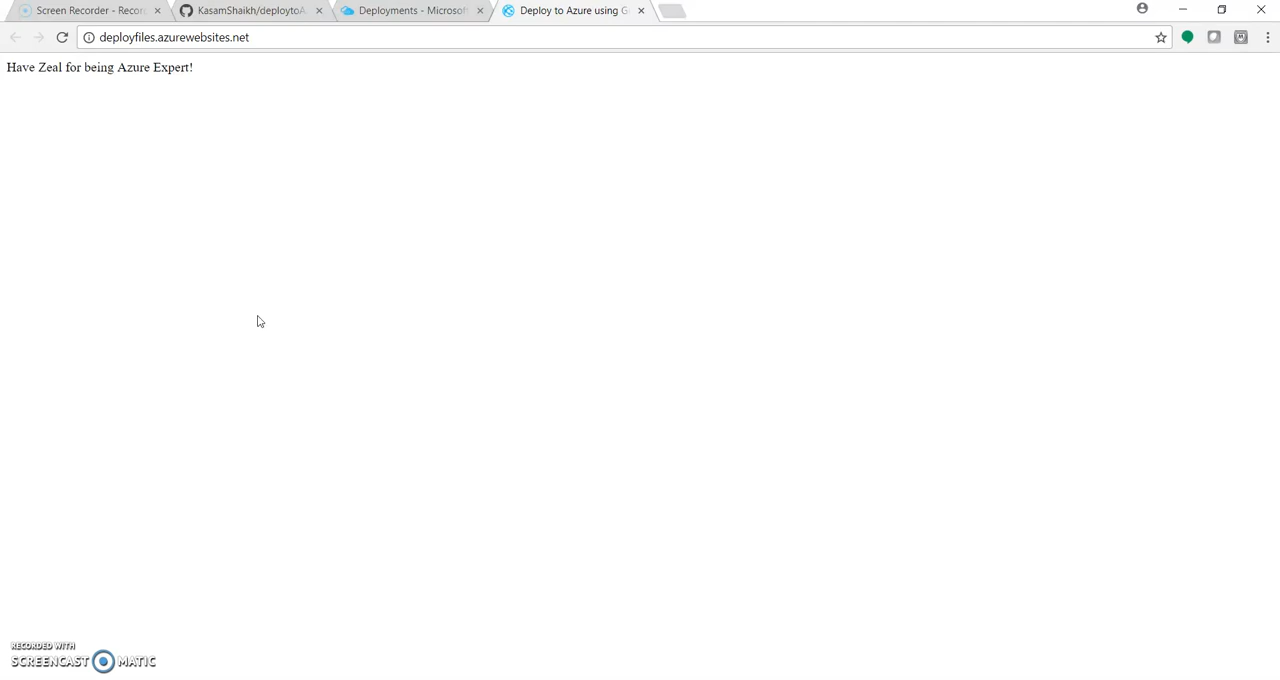 Screen Recorder - Recor
KasamShaikh/deploytoA
Deployments - Microsof
Deploy to Azure using G
deployfiles.azurewebsites.net
Have Zeal for being Azure Expert!
RECORDED WITH
SCREENCAST MATIC